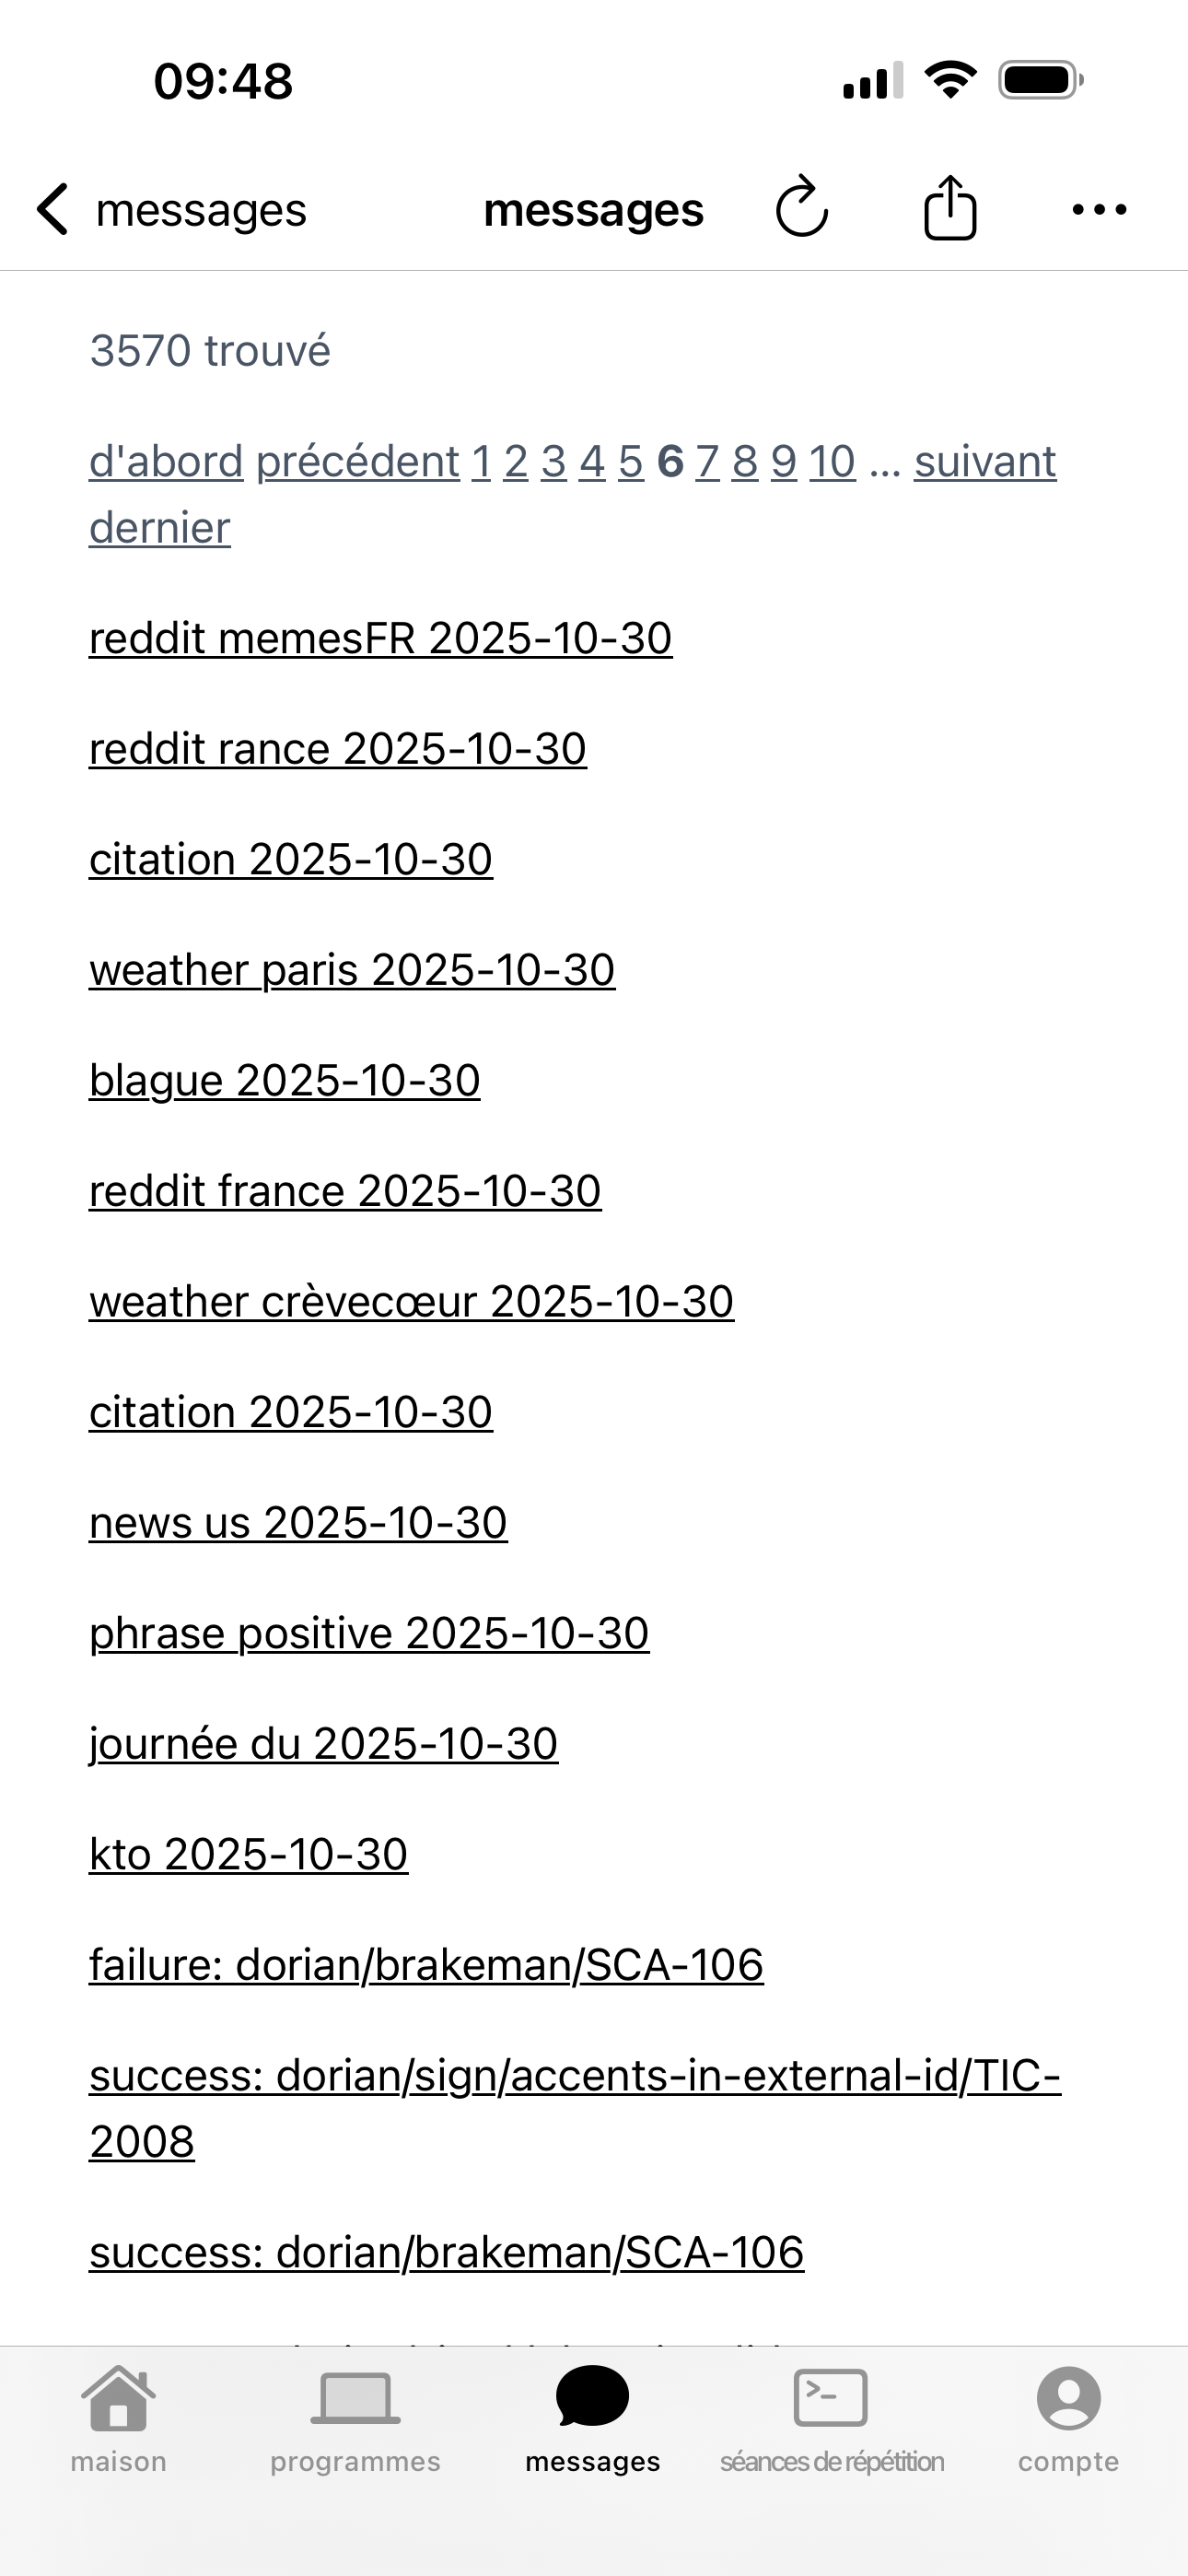 09:48
messages messages
3570 trouvé
d'abord précédent 1 2 3 4 5 6 7 8 9 10 ... suivant
dernier
reddit memesFR 2025-10-30
reddit rance 2025-10-30
citation 2025-10-30
weather paris 2025-10-30
blague 2025-10-30
reddit france 2025-10-30
weather crèvecœur 2025-10-30
citation 2025-10-30
news us 2025-10-30
phrase positive 2025-10-30
journée du 2025-10-30
kto 2025-10-30
failure: dorian/brakeman/SCA-106
success: dorian/sign/accents-in-external-id/TIC-
2008
success: dorian/brakeman/SCA-106
maison programmes messages séances de répétition compte